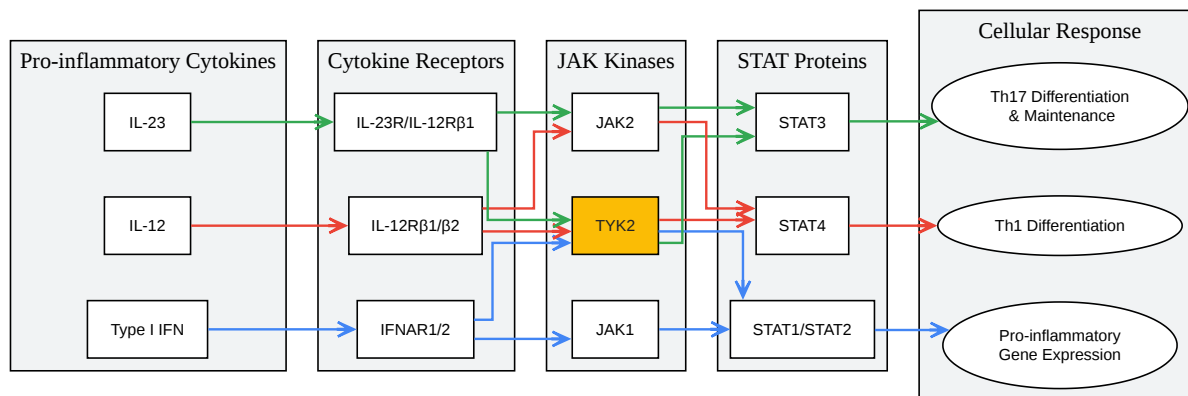 Pro-inflammatory Cytokines
IL-23
IL-12
Type I IFN
Cytokine Receptors
IL-23R/IL-12Rβ1
IL-12Rβ1/β2
IFNAR1/2
JAK Kinases
JAK2
TYK2
JAK1
STAT Proteins
STAT3
STAT4
STAT1/STAT2
Cellular Response
Th17 Differentiation
& Maintenance
Th1 Differentiation
Pro-inflammatory
Gene Expression